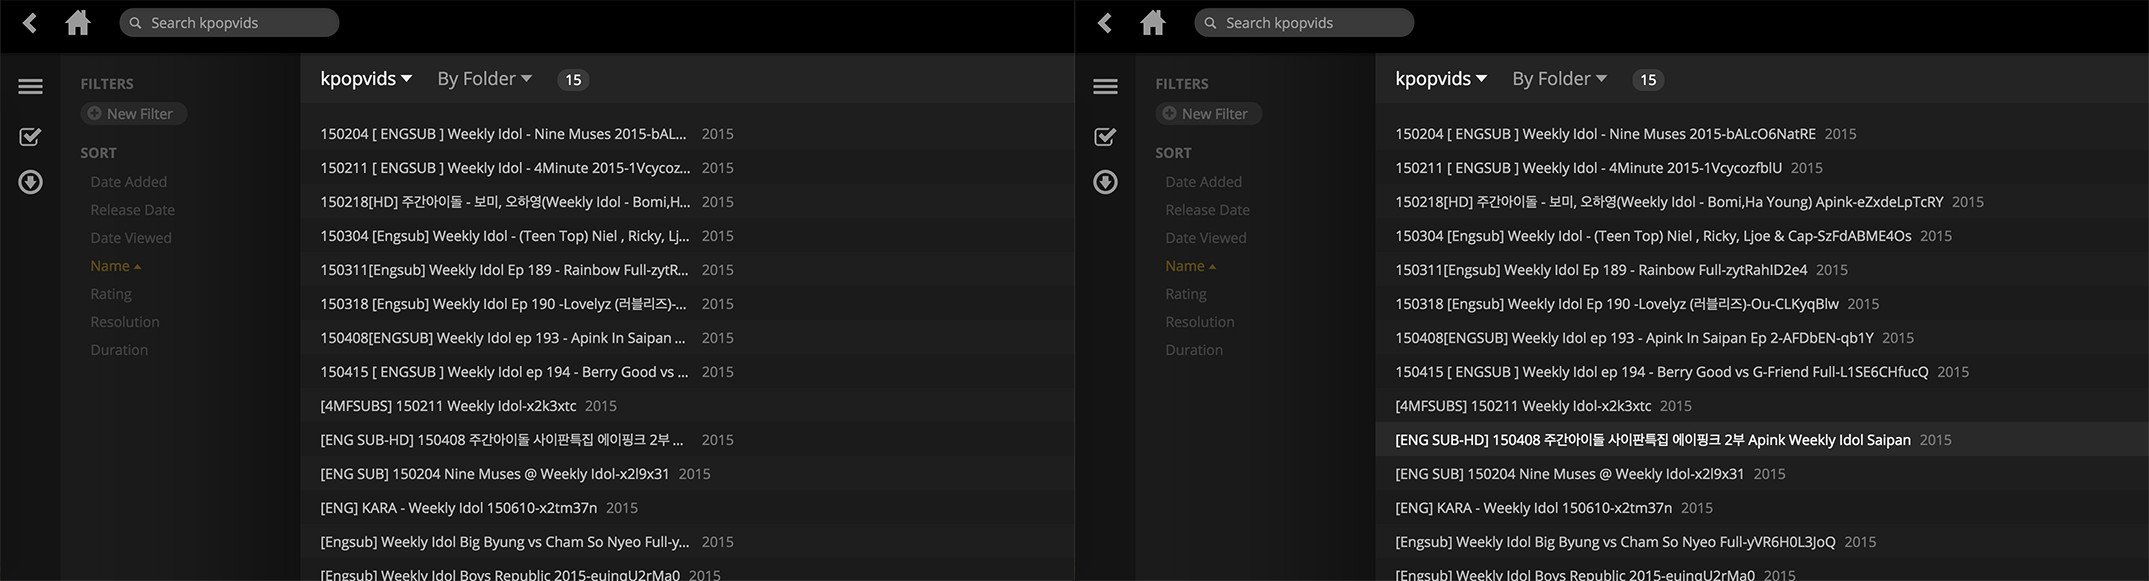 Search kpopvids
FILTERS
New Filter
SORT
Date Added
Release Date
Date Viewed
Name
Rating
Resolution
Duration
kpopvids By Folder 15
150204 [ ENGSUB ] Weekly Idol - Nine Muses 2015-bAL... 2015
150211 [ ENGSUB ] Weekly Idol - 4Minute 2015-1Vcycoz... 2015
150218[HD] 주간아이돌 - 보미, 오하영(Weekly Idol - Bomi,H... 2015
150304 [Engsub] Weekly Idol - (Teen Top) Niel , Ricky, Lj... 2015
150311[Engsub] Weekly Idol Ep 189 - Rainbow Full-zytR... 2015
150318 [Engsub] Weekly Idol Ep 190 -Lovelyz (러블리즈)-... 2015
150408[ENGSUB] Weekly Idol ep 193 - Apink In Saipan ... 2015
150415 [ ENGSUB ] Weekly Idol ep 194 - Berry Good vs ... 2015
[4MFSUBS] 150211 Weekly Idol-x2k3xtc 2015
[ENG SUB-HD] 150408 주간아이돌 사이판특집 에이핑크 2부 ... 2015
[ENG SUB] 150204 Nine Muses @ Weekly Idol-x2l9x31 2015
[ENG] KARA - Weekly Idol 150610-x2tm37n 2015
[Engsub] Weekly Idol Big Byung vs Cham So Nyeo Full-y... 2015
[Engsub] Weekly Idol Boys Republic 2015-euinqU2rMa0 2015
Search kpopvids
FILTERS
New Filter
SORT
Date Added
Release Date
Date Viewed
Name
Rating
Resolution
Duration
kpopvids By Folder 15
150204 [ ENGSUB ] Weekly Idol - Nine Muses 2015-bALcO6NatRE 2015
150211 [ ENGSUB ] Weekly Idol - 4Minute 2015-1VcycozfblU 2015
150218[HD] 주간아이돌 - 보미, 오하영(Weekly Idol - Bomi,Ha Young) Apink-eZxdeLpTcRY 2015
150304 [Engsub] Weekly Idol - (Teen Top) Niel , Ricky, Ljoe & Cap-SzFdABME4Os 2015
150311[Engsub] Weekly Idol Ep 189 - Rainbow Full-zytRahID2e4 2015
150318 [Engsub] Weekly Idol Ep 190 -Lovelyz (러블리즈)-Ou-CLKyqBlw 2015
150408[ENGSUB] Weekly Idol ep 193 - Apink In Saipan Ep 2-AFDbEN-qb1Y 2015
150415 [ ENGSUB ] Weekly Idol ep 194 - Berry Good vs G-Friend Full-L1SE6CHfucQ 2015
[4MFSUBS] 150211 Weekly Idol-x2k3xtc 2015
[ENG SUB-HD] 150408 주간아이돌 사이판특집 에이핑크 2부 Apink Weekly Idol Saipan 2015
[ENG SUB] 150204 Nine Muses @ Weekly Idol-x2l9x31 2015
[ENG] KARA - Weekly Idol 150610-x2tm37n 2015
[Engsub] Weekly Idol Big Byung vs Cham So Nyeo Full-yVR6H0L3JoQ 2015
[Engsub] Weekly Idol Boys Republic 2015-euinqU2rMa0 2015